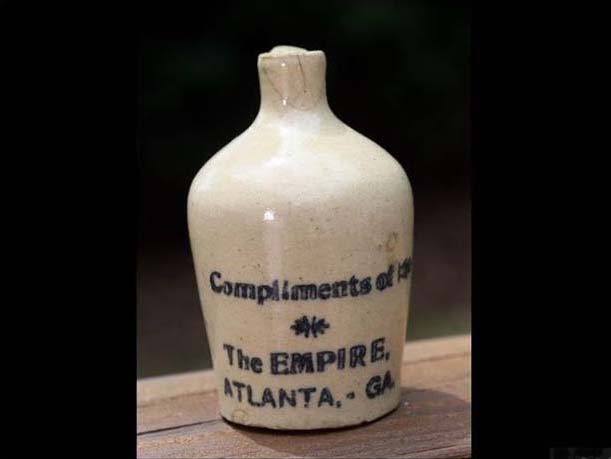 Compliments of
The EMPIRE,
ATLANTA,- GA.